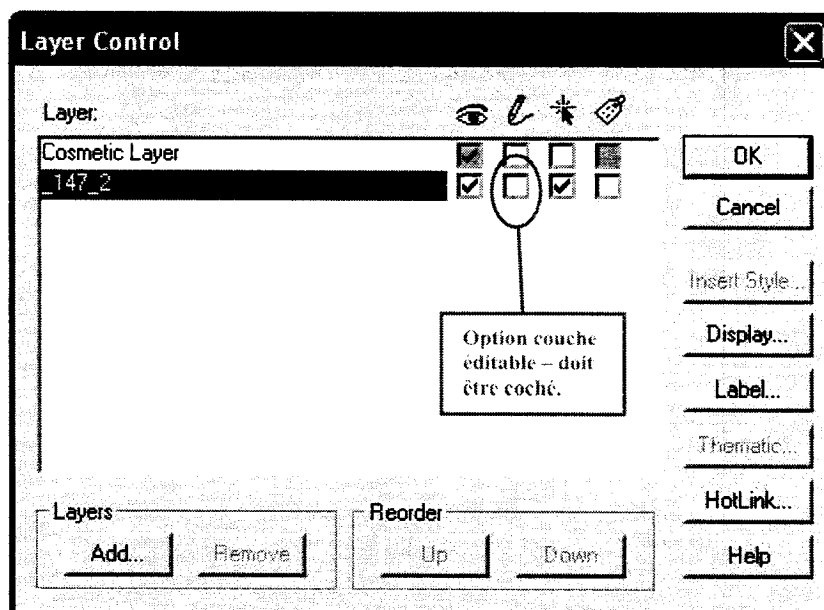 Layer Control
Layer:
Cosmetic Layer
_147_2
OK
Cancel
Insert Style...
Display...
Label...
Thematic...
HotLink...
Help
Option couche
éditable – doit
être coché.
Layers
Add...
Remove
Reorder
Up
Down